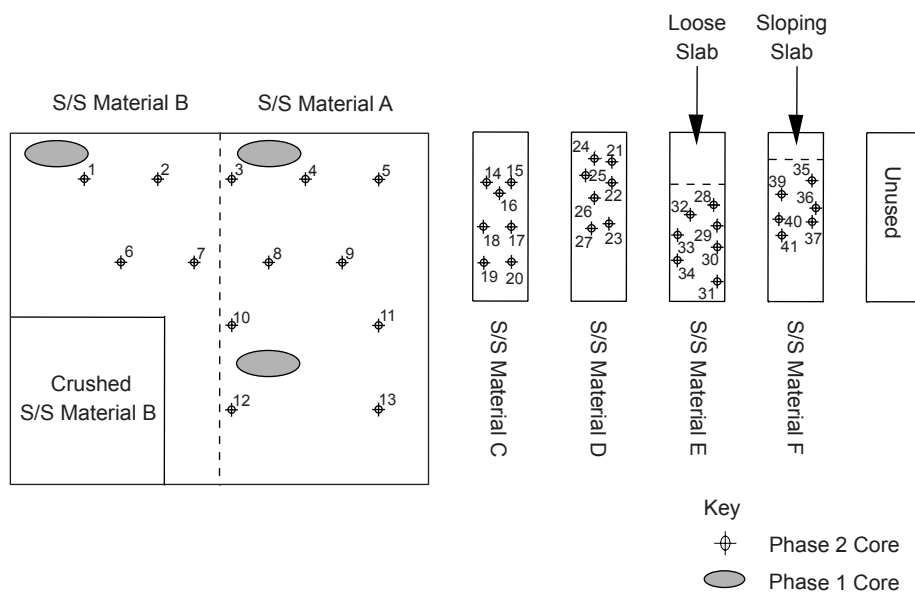 Loose
Slab
Sloping
Slab
S/S Material B
S/S Material A
1
2
3
4
5
6
7
8
9
10
11
12
13
Crushed
S/S Material B
14
15
16
18
17
19
20
S/S Material C
24
21
25
22
26
27
23
S/S Material D
32
28
29
33
30
34
31
S/S Material E
39
35
36
40
37
41
S/S Material F
Unused
Key
Phase 2 Core
Phase 1 Core